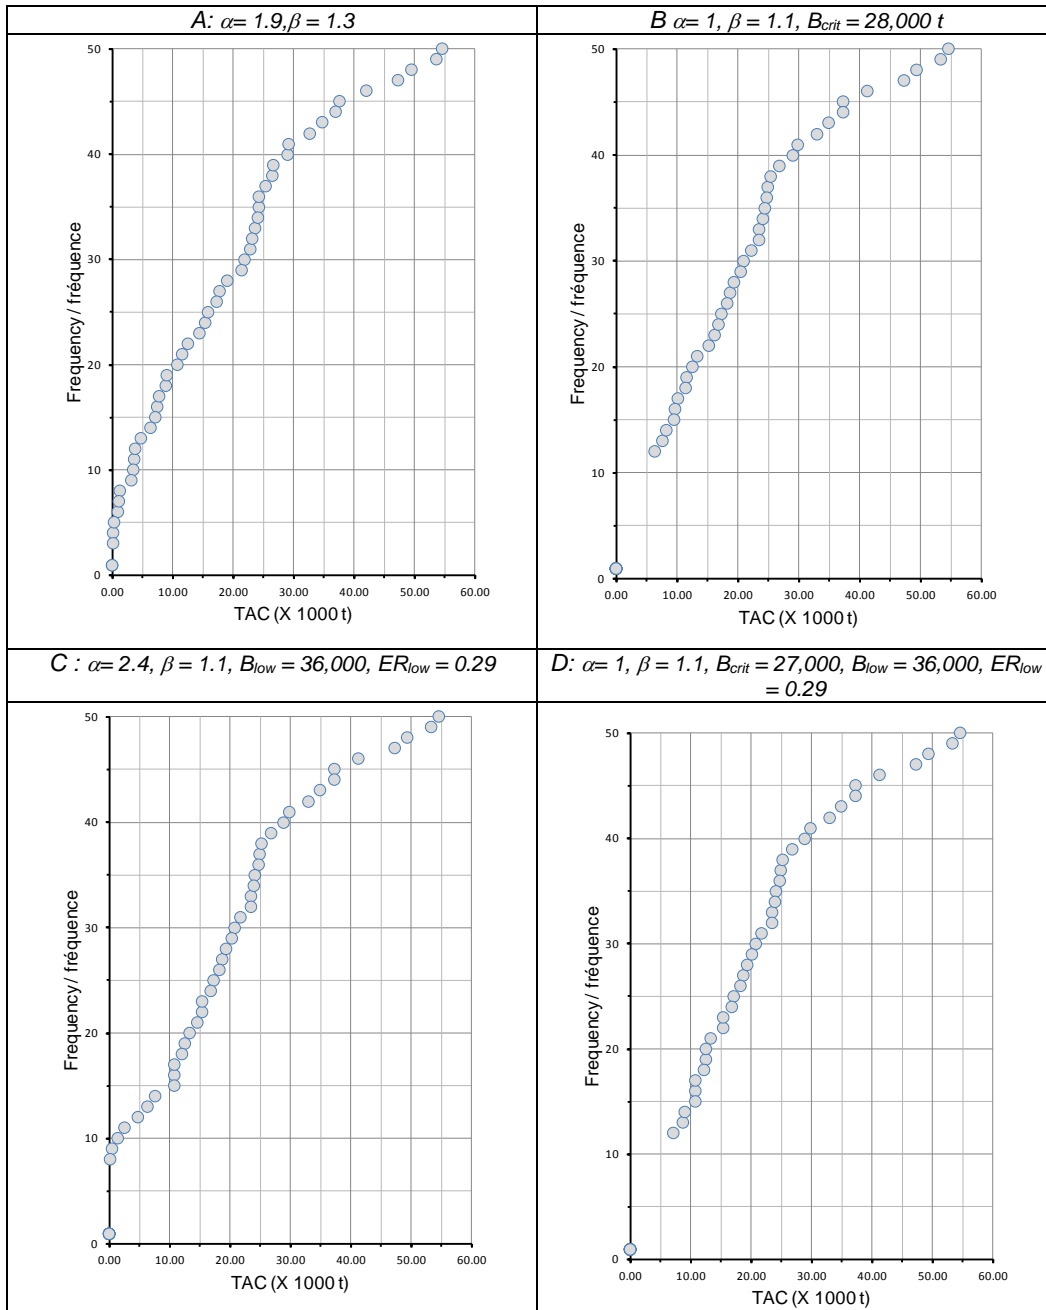 A: α= 1.9,β = 1.3
B α= 1, β = 1.1, Bcrit = 28,000 t
50
40
30
20
10
0
Frequency / fréquence
0.00 10.00 20.00 30.00 40.00 50.00 60.00
TAC (X 1000 t)
50
40
30
20
10
0
Frequency / fréquence
0.00 10.00 20.00 30.00 40.00 50.00 60.00
TAC (X 1000 t)
C : α= 2.4, β = 1.1, Blow = 36,000, ERlow = 0.29
D: α= 1, β = 1.1, Bcrit = 27,000, Blow = 36,000, ERlow
= 0.29
50
40
30
20
10
0
Frequency / fréquence
0.00 10.00 20.00 30.00 40.00 50.00 60.00
TAC (X 1000 t)
50
40
30
20
10
0
Frequency / fréquence
0.00 10.00 20.00 30.00 40.00 50.00 60.00
TAC (X 1000 t)